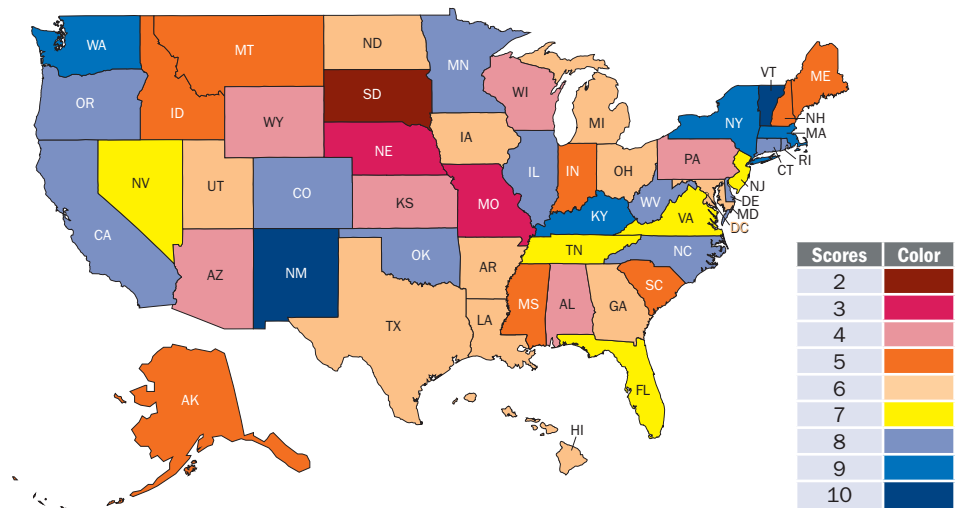 WA
MT
ND
MN
VT
ME
OR
ID
SD
WI
NH
WY
MI
NY
MA
IA
NE
PA
RI
CT
NV
UT
CO
IL
IN
OH
NJ
KS
MO
WV
DE
CA
KY
VA
MD
DC
TN
NC
OK
AZ
NM
AR
SC
MS
AL
GA
LA
TX
FL
AK
HI
Scores Color
2
3
4
5
6
7
8
9
10